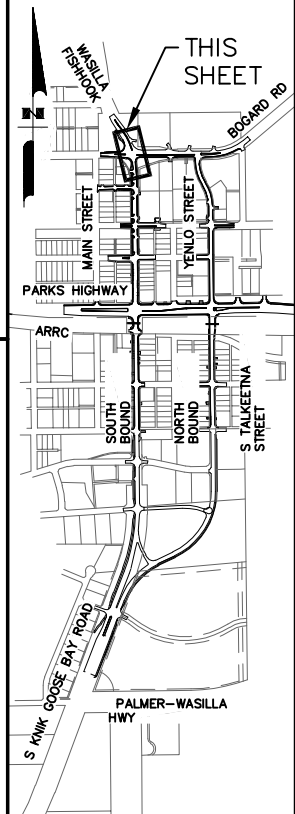 WASILLA
FISHHOOK
THIS
SHEET
BOGARD RD
N
MAIN STREET
YENLO STREET
PARKS HIGHWAY
ARRC
SOUTH
BOUND
NORTH
BOUND
S TALKEETNA
STREET
S KNIK GOOSE BAY ROAD
PALMER-WASILLA
HWY